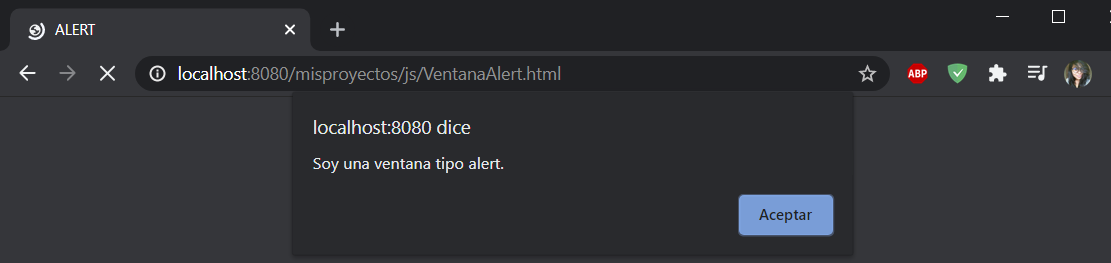 ALERT
localhost:8080/misproyectos/js/VentanaAlert.html
ABP
localhost:8080 dice
Soy una ventana tipo alert.
Aceptar